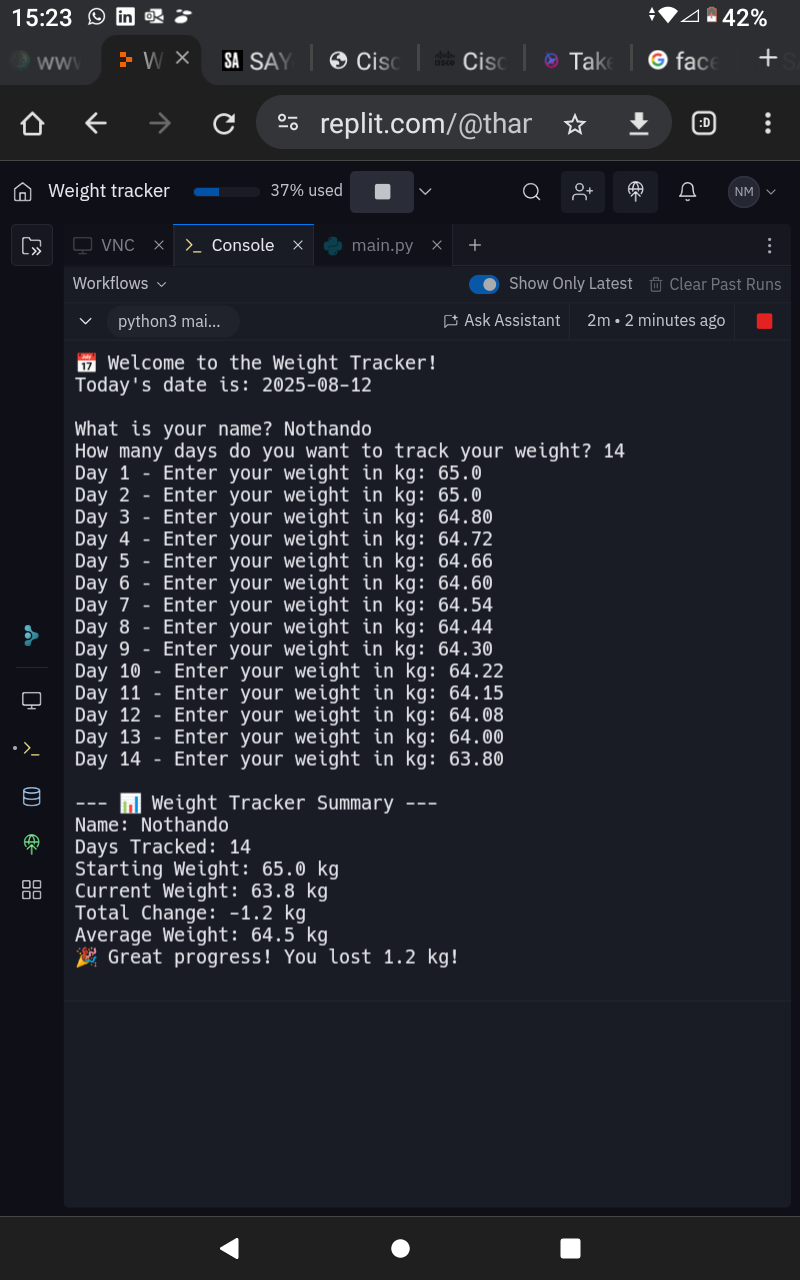 15:23 42%
W SAY Cisc Cisc Take face
replit.com/@thar
Weight tracker 37% used NM
VNC Console main.py
Workflows Show Only Latest Clear Past Runs
python3 mai... Ask Assistant 2m • 2 minutes ago
📅 Welcome to the Weight Tracker!
Today's date is: 2025-08-12
What is your name? Nothando
How many days do you want to track your weight? 14
Day 1 - Enter your weight in kg: 65.0
Day 2 - Enter your weight in kg: 65.0
Day 3 - Enter your weight in kg: 64.80
Day 4 - Enter your weight in kg: 64.72
Day 5 - Enter your weight in kg: 64.66
Day 6 - Enter your weight in kg: 64.60
Day 7 - Enter your weight in kg: 64.54
Day 8 - Enter your weight in kg: 64.44
Day 9 - Enter your weight in kg: 64.30
Day 10 - Enter your weight in kg: 64.22
Day 11 - Enter your weight in kg: 64.15
Day 12 - Enter your weight in kg: 64.08
Day 13 - Enter your weight in kg: 64.00
Day 14 - Enter your weight in kg: 63.80
--- 📊 Weight Tracker Summary ---
Name: Nothando
Days Tracked: 14
Starting Weight: 65.0 kg
Current Weight: 63.8 kg
Total Change: -1.2 kg
Average Weight: 64.5 kg
🎉 Great progress! You lost 1.2 kg!